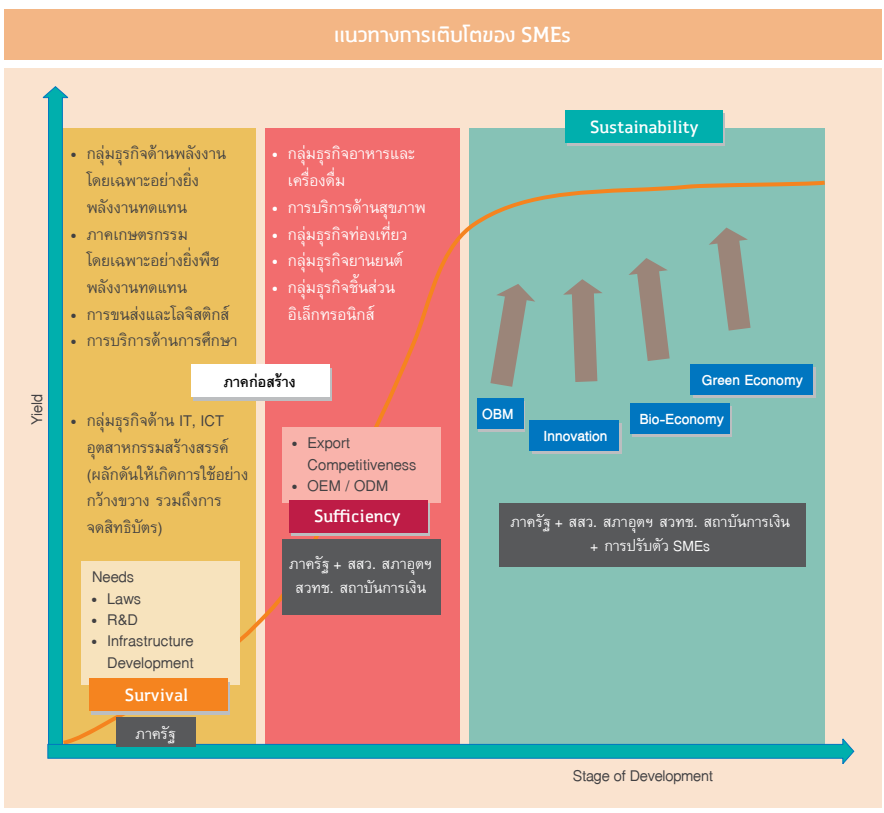 แนวทางการเติบโตของ SMEs
Yield
• กลุ่มธุรกิจด้านพลังงาน
โดยเฉพาะอย่างยิ่ง
พลังงานทดแทน
• ภาคเกษตรกรรม
โดยเฉพาะอย่างยิ่งพืช
พลังงานทดแทน
• การขนส่งและโลจิสติกส์
• การบริการด้านการศึกษา
• กลุ่มธุรกิจด้าน IT, ICT
อุตสาหกรรมสร้างสรรค์
(ผลักดันให้เกิดการใช้อย่าง
กว้างขวาง รวมถึงการ
จดสิทธิบัตร)
Needs
• Laws
• R&D
• Infrastructure
Development
Survival
ภาครัฐ
ภาคก่อสร้าง
• กลุ่มธุรกิจอาหารและ
เครื่องดื่ม
• การบริการด้านสุขภาพ
• กลุ่มธุรกิจท่องเที่ยว
• กลุ่มธุรกิจยานยนต์
• กลุ่มธุรกิจชิ้นส่วน
อิเล็กทรอนิกส์
• Export
Competitiveness
• OEM / ODM
Sufficiency
ภาครัฐ + สสว. สภาอุตฯ
สวทช. สถาบันการเงิน
Sustainability
OBM
Innovation
Bio-Economy
Green Economy
ภาครัฐ + สสว. สภาอุตฯ สวทช. สถาบันการเงิน
+ การปรับตัว SMEs
Stage of Development